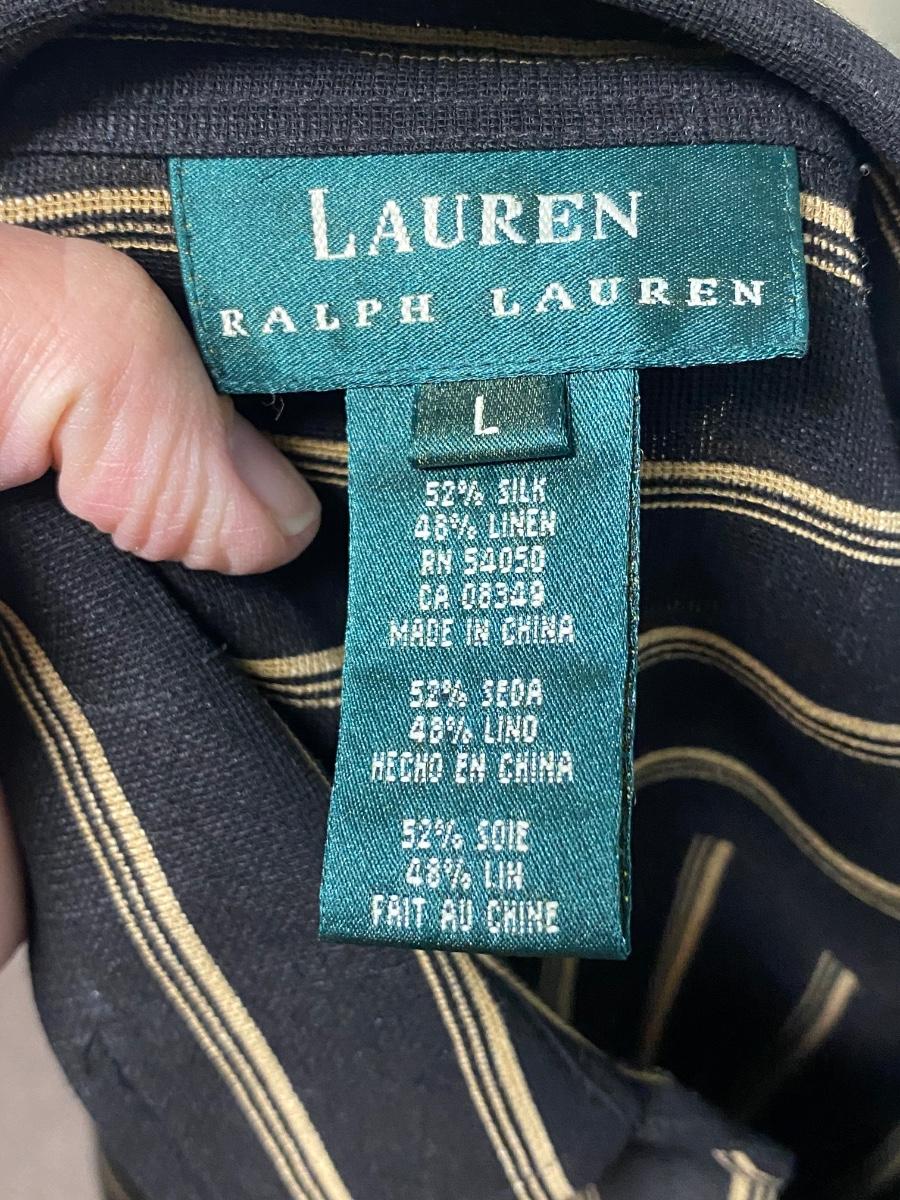 LAUREN
RALPH LAUREN
L
52% SILK
48% LINEN
RN 54050
CA 08349
MADE IN CHINA
52% SEDA
48% LINO
HECHO EN CHINA
52% SOIE
48% LIN
FAIT AU CHINE